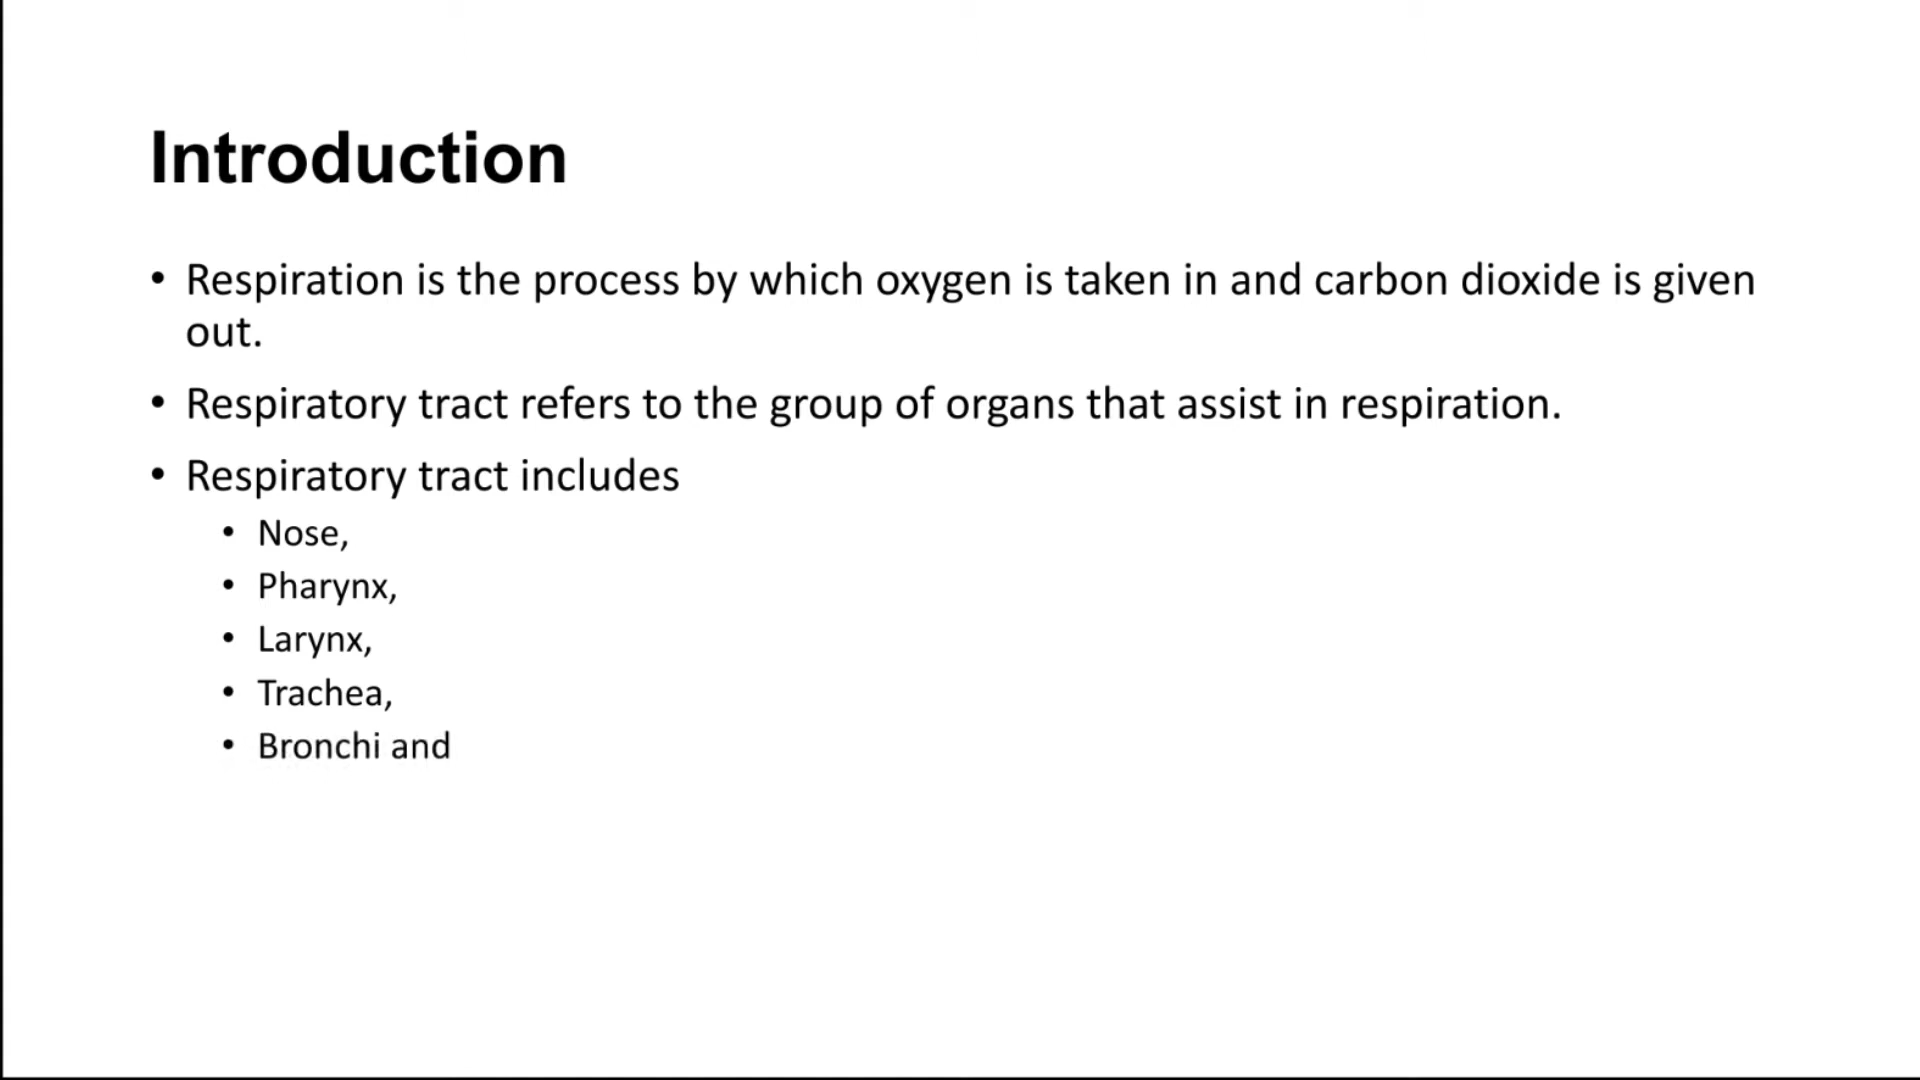 Introduction
• Respiration is the process by which oxygen is taken in and carbon dioxide is given
out.
• Respiratory tract refers to the group of organs that assist in respiration.
• Respiratory tract includes
• Nose,
• Pharynx,
• Larynx,
• Trachea,
• Bronchi and